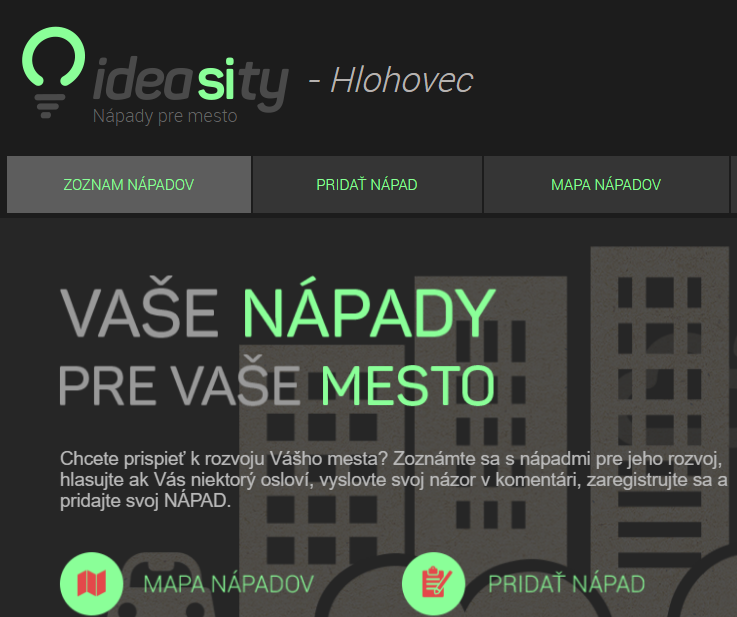 ideasity - Hlohovec
Nápady pre mesto
ZOZNAM NÁPADOV PRIDAŤ NÁPAD MAPA NÁPADOV
VAŠE NÁPADY
PRE VAŠE MESTO
Chcete prispieť k rozvoju Vášho mesta? Zoznámte sa s nápadmi pre jeho rozvoj,
hlasujte ak Vás niektorý osloví, vyslovte svoj názor v komentári, zaregistrujte sa a
pridajte svoj NÁPAD.
MAPA NÁPADOV PRIDAŤ NÁPAD